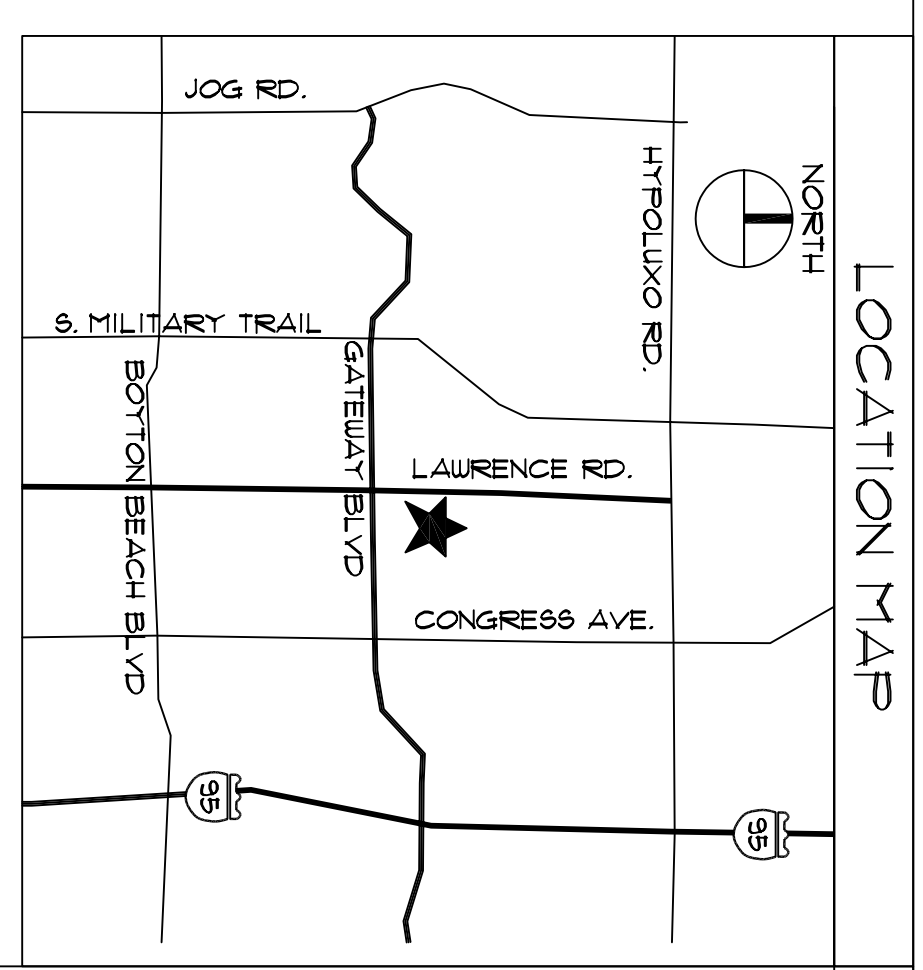 LOCATION MAP
NORTH
HYPOLUXO RD.
JOG RD.
S. MILITARY TRAIL
GATEWAY BLVD
BOYTON BEACH BLVD
LAWRENCE RD.
CONGRESS AVE.
95
95